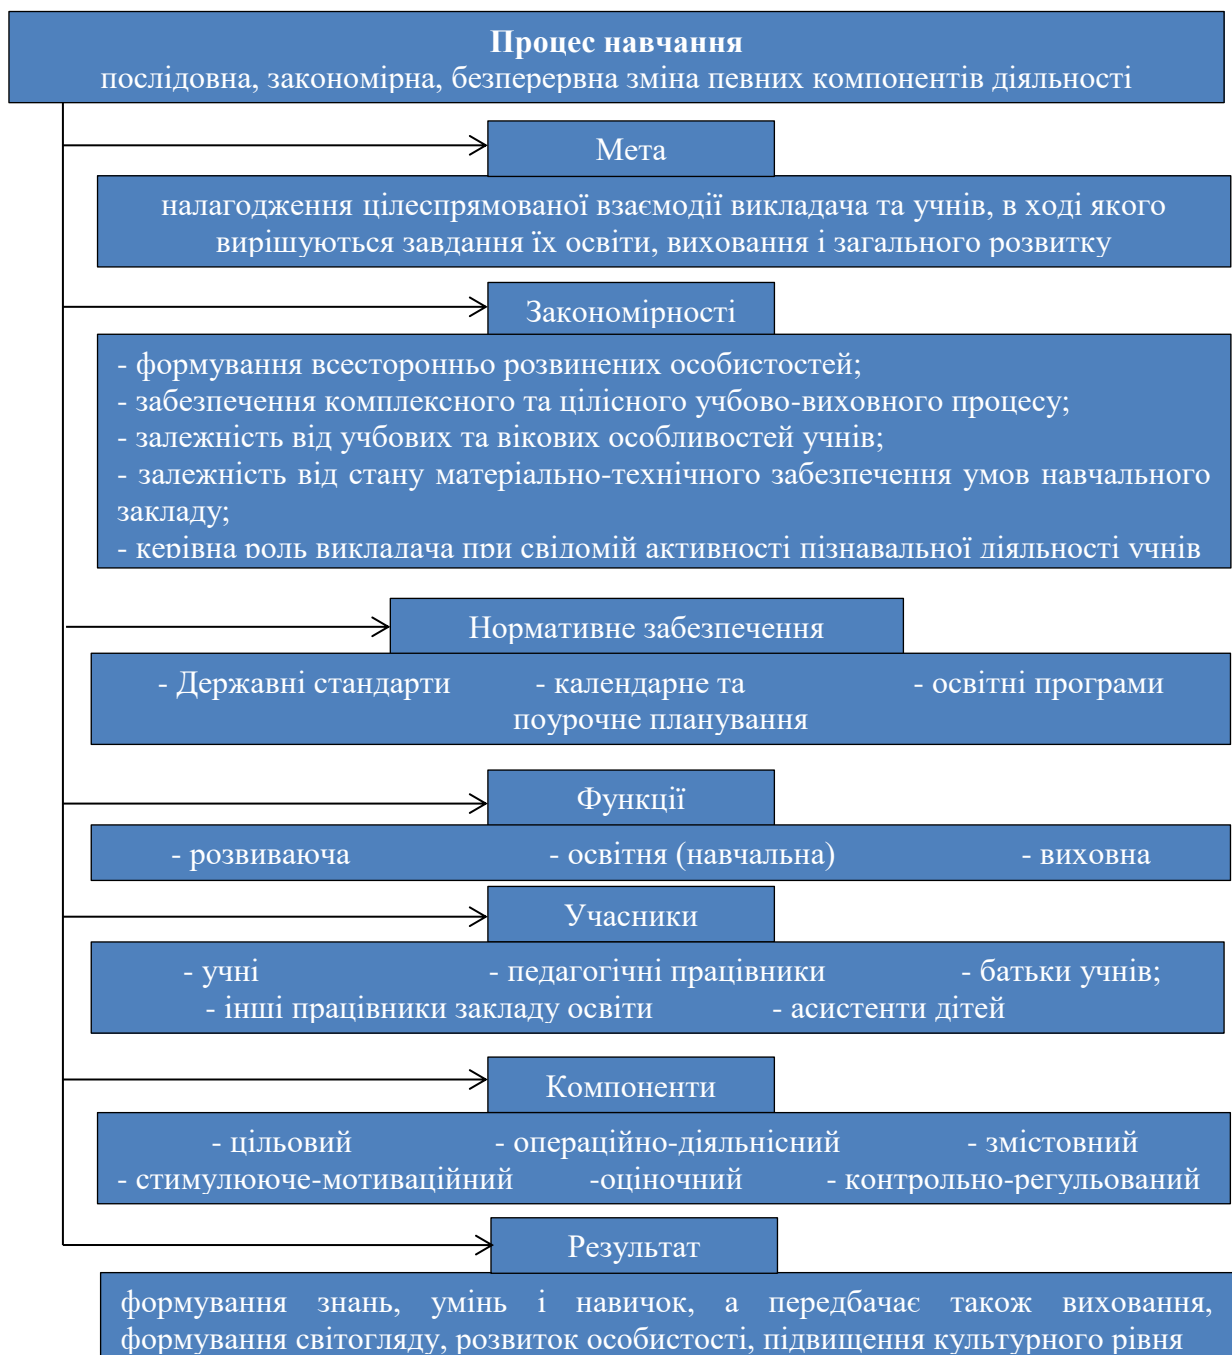 Процес навчання
послідовна, закономірна, безперервна зміна певних компонентів діяльності
Мета
налагодження цілеспрямованої взаємодії викладача та учнів, в ході якого
вирішуються завдання їх освіти, виховання і загального розвитку
Закономірності
- формування всесторонньо розвинених особистостей;
- забезпечення комплексного та цілісного учбово-виховного процесу;
- залежність від учбових та вікових особливостей учнів;
- залежність від стану матеріально-технічного забезпечення умов навчального
закладу;
- керівна роль викладача при свідомій активності пізнавальної діяльності учнів
Нормативне забезпечення
- Державні стандарти - календарне та - освітні програми
поурочне планування
Функції
- розвиваюча - освітня (навчальна) - виховна
Учасники
- учні - педагогічні працівники - батьки учнів;
- інші працівники закладу освіти - асистенти дітей
Компоненти
- цільовий - операційно-діяльнісний - змістовний
- стимулююче-мотиваційний -оціночний - контрольно-регульований
Результат
формування знань, умінь і навичок, а передбачає також виховання,
формування світогляду, розвиток особистості, підвищення культурного рівня